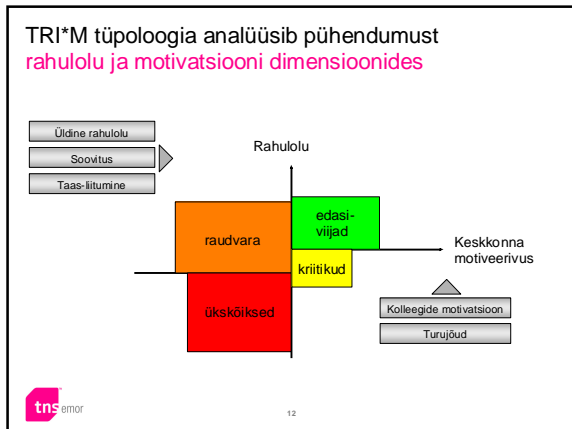 TRI*M tüpoloogia analüüsib pühendumust
rahulolu ja motivatsiooni dimensioonides
Üldine rahulolu
Soovitus
Taas-liitumine
Rahulolu
raudvara
edasi-
viijad
kriitikud
ükskõiksed
Keskkonna
motiveerivus
Kolleegide motivatsioon
Turujõud
tns emor
12